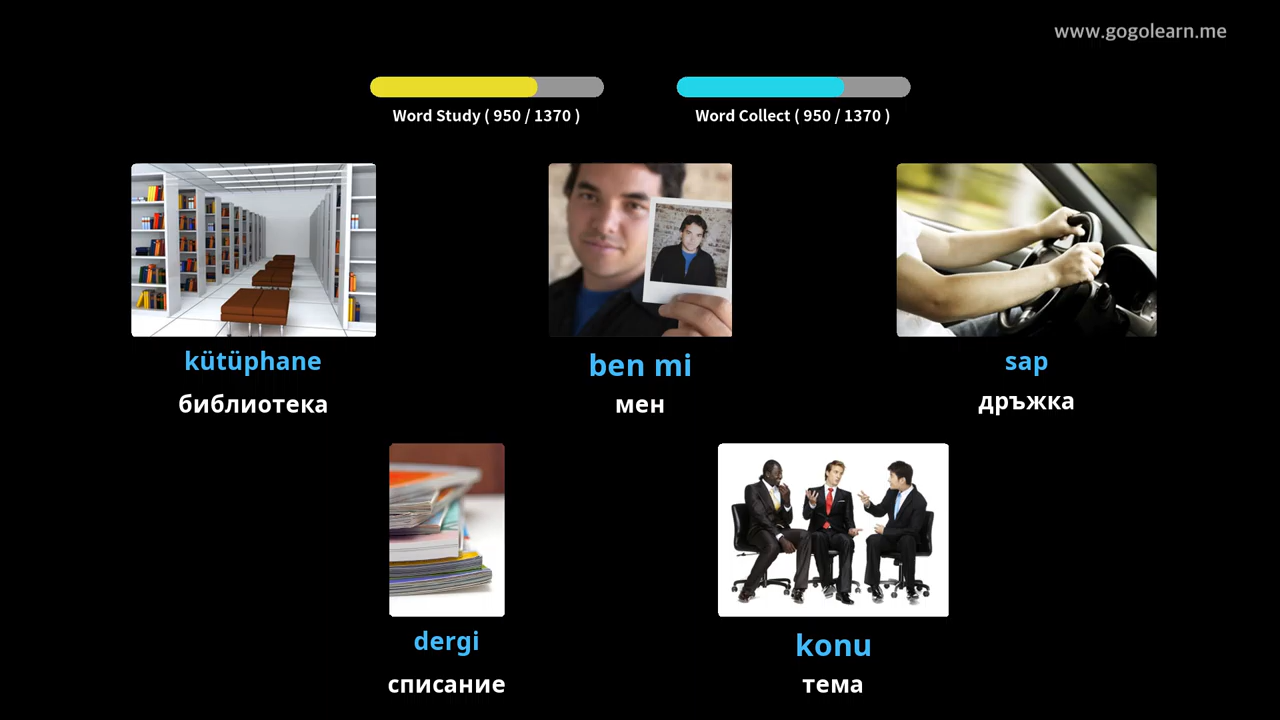 www.gogolearn.me
Word Study ( 950 / 1370 )
Word Collect ( 950 / 1370 )
kütüphane
библиотека
ben mi
мен
sap
дръжка
dergi
списание
konu
тема